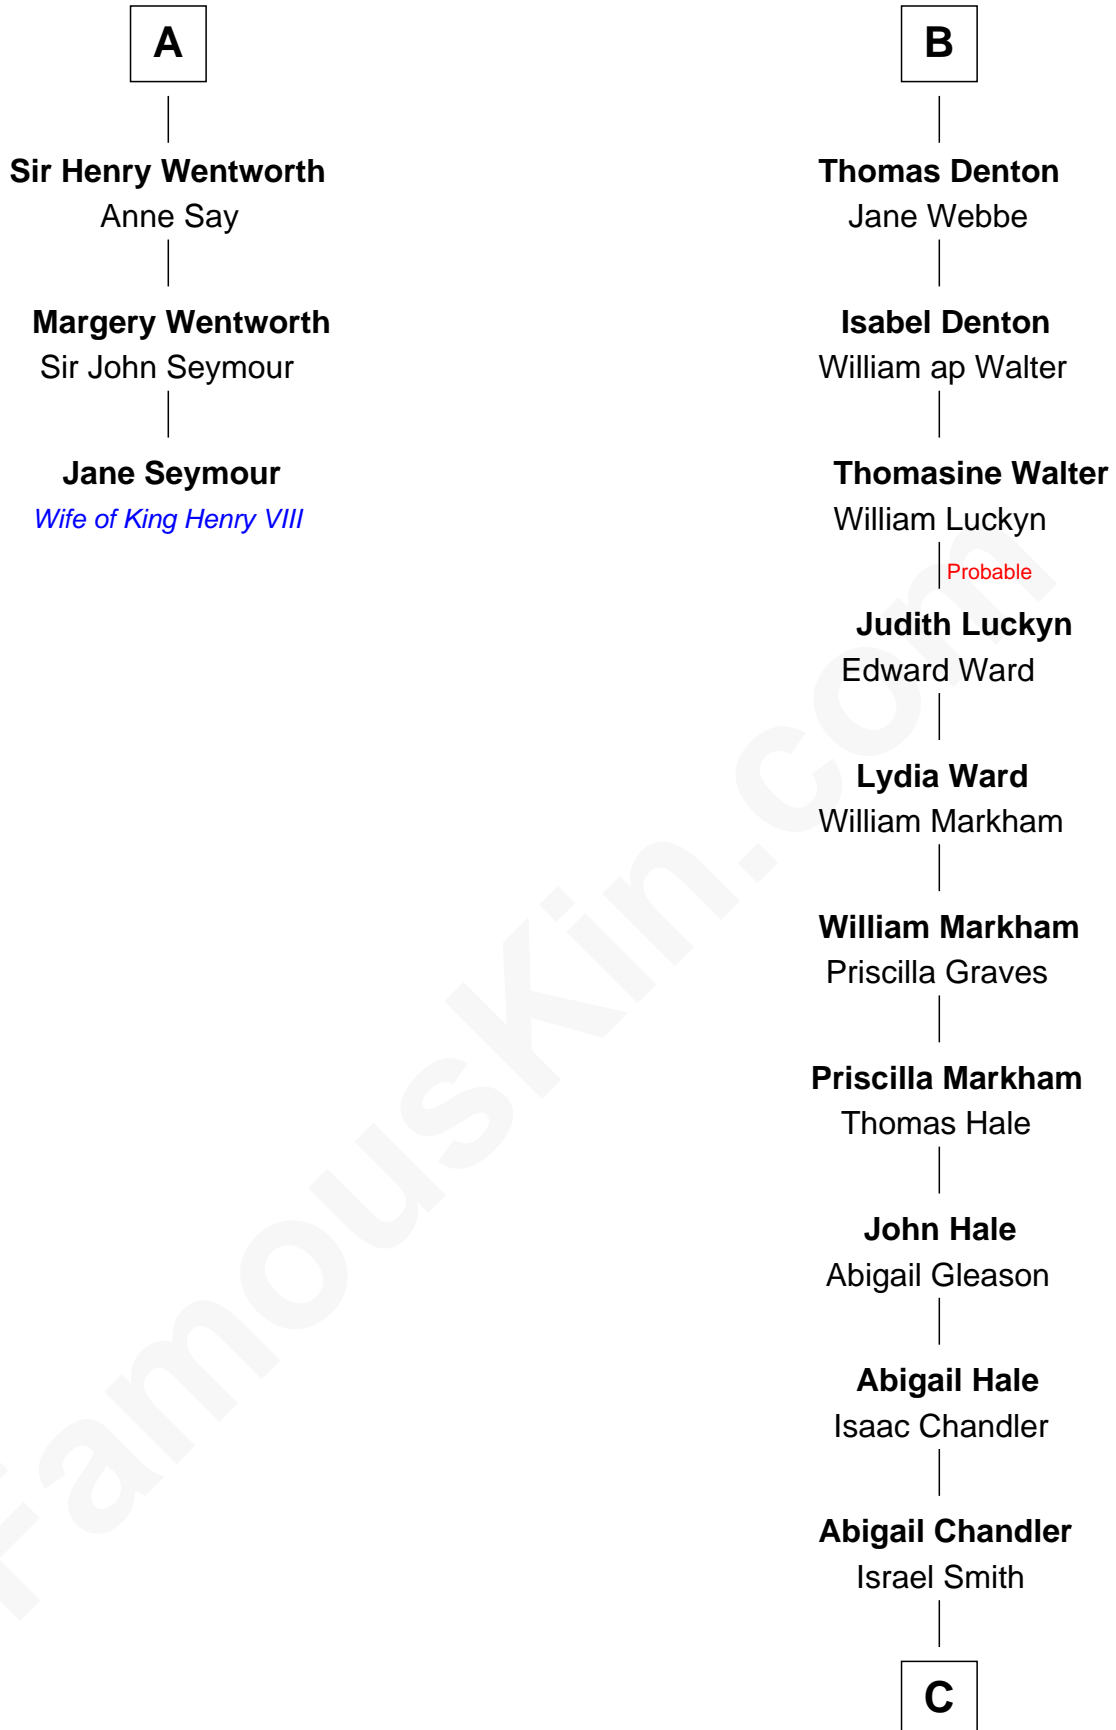 A
Sir Henry Wentworth
Anne Say
Margery Wentworth
Sir John Seymour
Jane Seymour
Wife of King Henry VIII
B
Thomas Denton
Jane Webbe
Isabel Denton
William ap Walter
Thomasine Walter
William Luckyn
Probable
Judith Luckyn
Edward Ward
Lydia Ward
William Markham
William Markham
Priscilla Graves
Priscilla Markham
Thomas Hale
John Hale
Abigail Gleason
Abigail Hale
Isaac Chandler
Abigail Chandler
Israel Smith
C
FamousKin.com